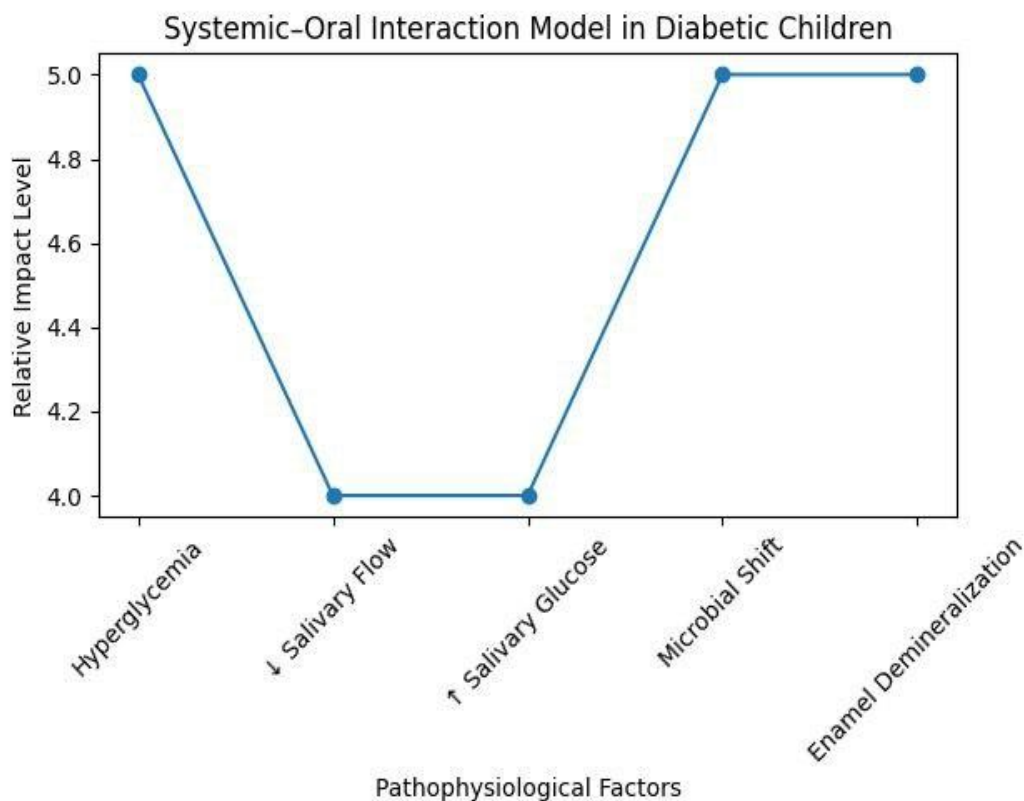 Systemic–Oral Interaction Model in Diabetic Children
Relative Impact Level
5.0
4.8
4.6
4.4
4.2
4.0
Hyperglycemia
↓ Salivary Flow
↑ Salivary Glucose
Microbial Shift
Enamel Demineralization
Pathophysiological Factors